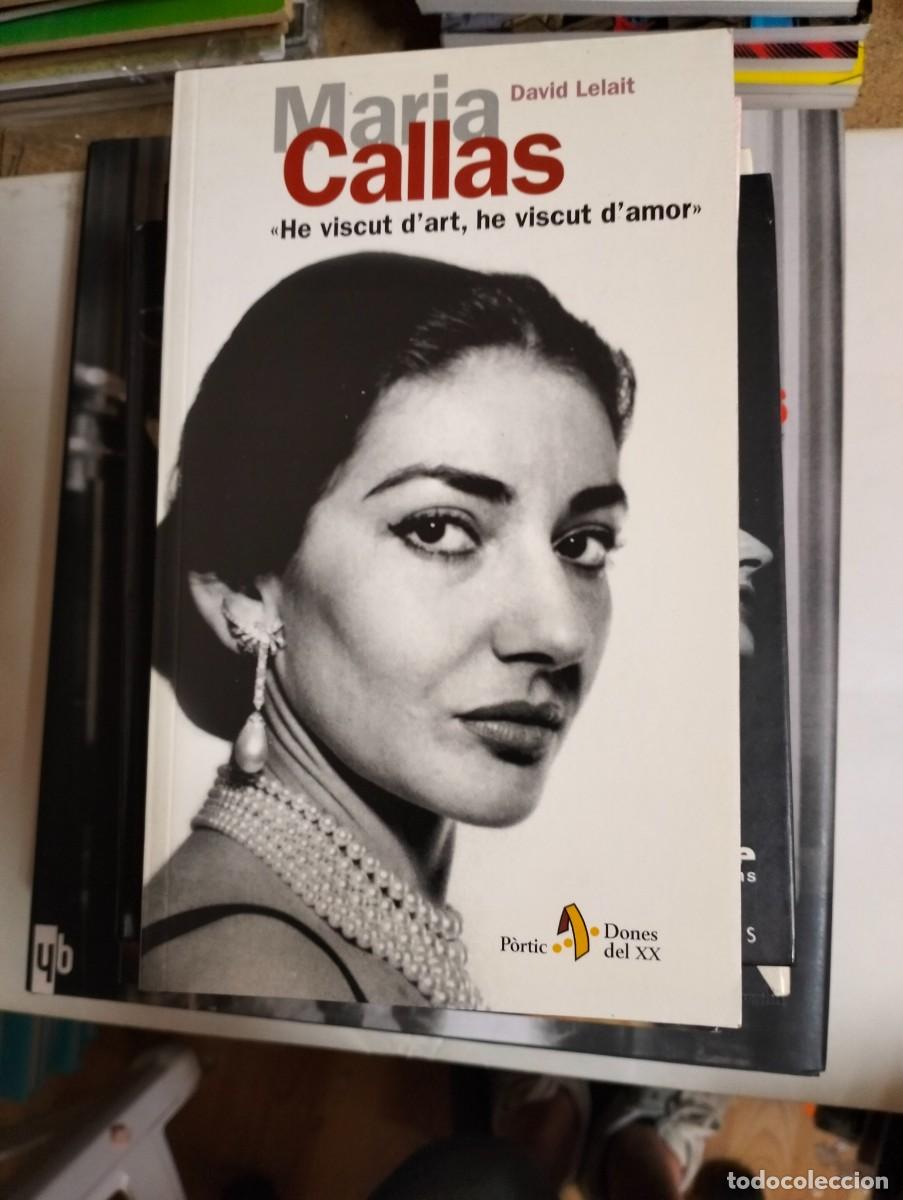 Maria
David Lelait
Callas
«He viscut d'art, he viscut d'amor»
Pòrtic
Dones
del XX
yb
todocoleccion